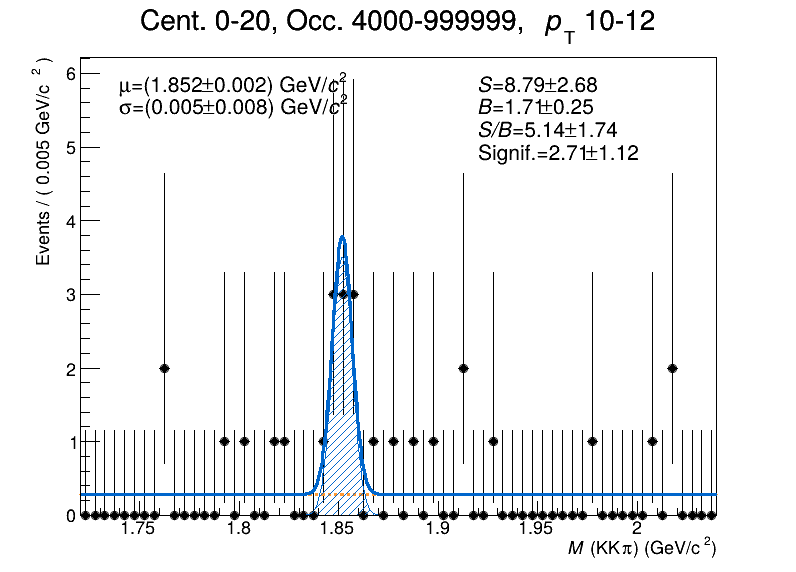 Cent. 0-20, Occ. 4000-999999, p_T 10-12
Events / ( 0.005 GeV/c² )
μ=(1.852±0.002) GeV/c²
σ=(0.005±0.008) GeV/c²
S=8.79±2.68
B=1.71±0.25
S/B=5.14±1.74
Signif.=2.71±1.12
6
5
4
3
2
1
0
1.75 1.8 1.85 1.9 1.95 2
M (KKπ) (GeV/c²)